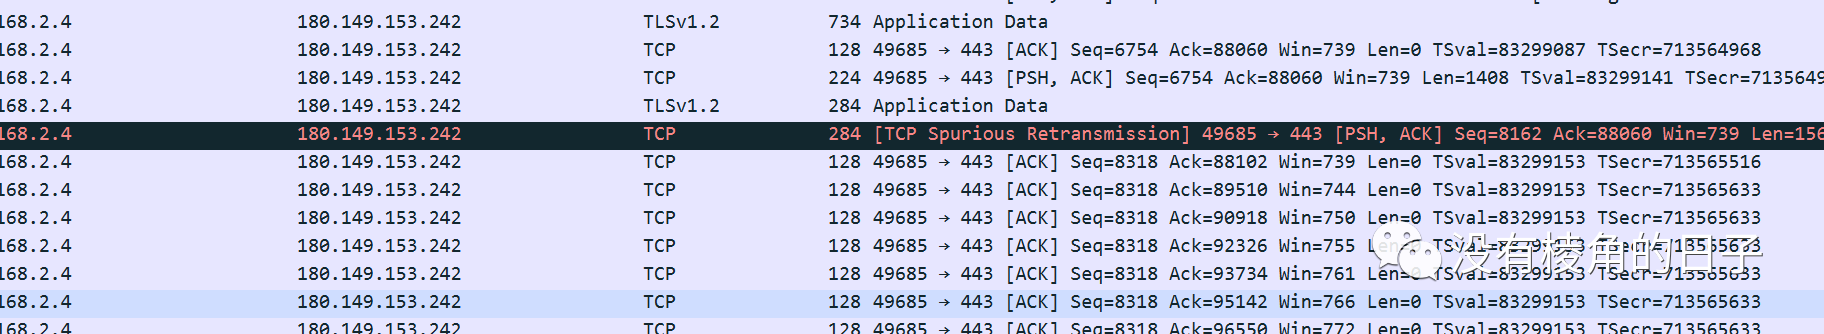 168.2.4 180.149.153.242 TLSv1.2 734 Application Data
168.2.4 180.149.153.242 TCP 128 49685 → 443 [ACK] Seq=6754 Ack=88060 Win=739 Len=0 TSval=83299087 TSecr=713564968
168.2.4 180.149.153.242 TCP 224 49685 → 443 [PSH, ACK] Seq=6754 Ack=88060 Win=739 Len=1408 TSval=83299141 TSecr=7135649
168.2.4 180.149.153.242 TLSv1.2 284 Application Data
168.2.4 180.149.153.242 TCP 284 [TCP Spurious Retransmission] 49685 → 443 [PSH, ACK] Seq=8162 Ack=88060 Win=739 Len=156
168.2.4 180.149.153.242 TCP 128 49685 → 443 [ACK] Seq=8318 Ack=88102 Win=739 Len=0 TSval=83299153 TSecr=713565516
168.2.4 180.149.153.242 TCP 128 49685 → 443 [ACK] Seq=8318 Ack=89510 Win=744 Len=0 TSval=83299153 TSecr=713565633
168.2.4 180.149.153.242 TCP 128 49685 → 443 [ACK] Seq=8318 Ack=90918 Win=750 Len=0 TSval=83299153 TSecr=713565633
168.2.4 180.149.153.242 TCP 128 49685 → 443 [ACK] Seq=8318 Ack=92326 Win=755 Len=0 TSval=83299153 TSecr=713565633
168.2.4 180.149.153.242 TCP 128 49685 → 443 [ACK] Seq=8318 Ack=93734 Win=761 Len=0 TSval=83299153 TSecr=713565633
168.2.4 180.149.153.242 TCP 128 49685 → 443 [ACK] Seq=8318 Ack=95142 Win=766 Len=0 TSval=83299153 TSecr=713565633
168.2.4 180.149.153.242 TCP 128 49685 → 443 [ACK] Seq=8318 Ack=96550 Win=772 Len=0 TSval=83299153 TSecr=713565633
没有棱角的日子